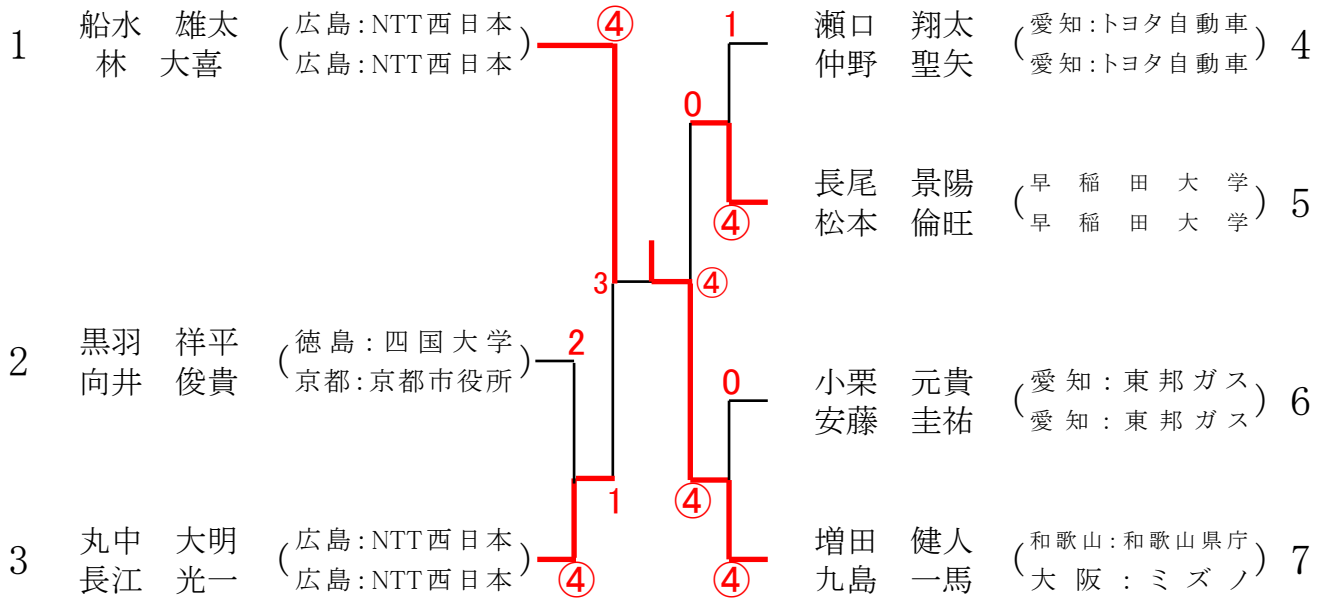 1 船水 雄太 林 大喜 (広島:NTT西日本 広島:NTT西日本) ④
1 瀬口 翔太 仲野 聖矢 (愛知:トヨタ自動車 愛知:トヨタ自動車) 4
0
長尾 景陽 松本 倫旺 (早稲田大学 早稲田大学) 5
④
3 ④
2 黒羽 祥平 向井 俊貴 (徳島:四国大学 京都:京都市役所) 2
0 小栗 元貴 安藤 圭祐 (愛知:東邦ガス 愛知:東邦ガス) 6
1 ④
3 丸中 大明 長江 光一 (広島:NTT西日本 広島:NTT西日本) ④
④ 増田 健人 九島 一馬 (和歌山:和歌山県庁 大阪:ミズノ) 7